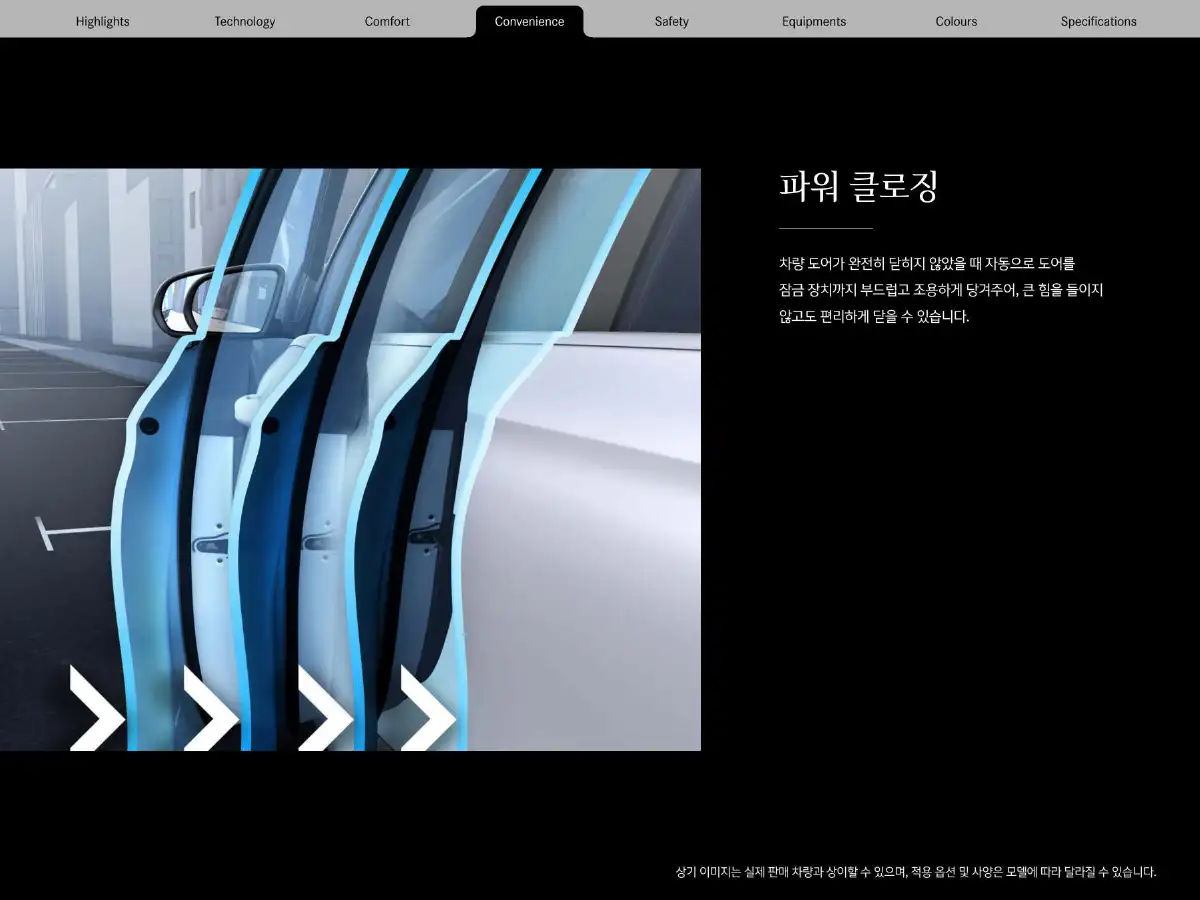 Highlights
Technology
Comfort
Convenience
Safety
Equipments
Colours
Specifications
파워 클로징
차량 도어가 완전히 닫히지 않았을 때 자동으로 도어를
잠금 장치까지 부드럽고 조용하게 당겨주어, 큰 힘을 들이지
않고도 편리하게 닫을 수 있습니다.
상기 이미지는 실제 판매 차량과 상이할 수 있으며, 적용 옵션 및 사양은 모델에 따라 달라질 수 있습니다.